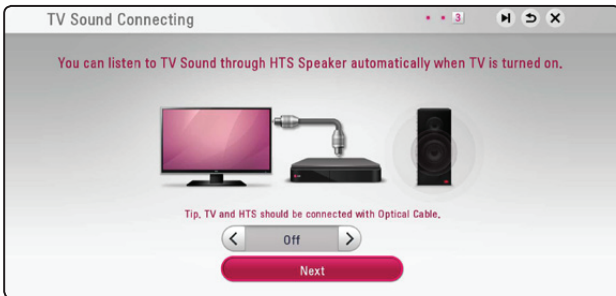 TV Sound Connecting
3
You can listen to TV Sound through HTS Speaker automatically when TV is turned on.
Tip, TV and HTS should be connected with Optical Cable.
Off
Next